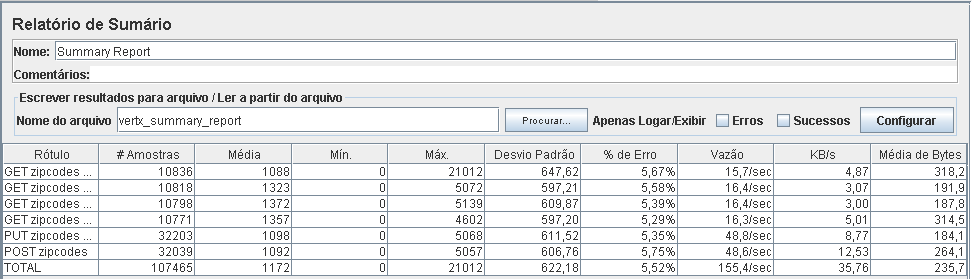 Relatório de Sumário
Nome: Summary Report
Comentários:
Escrever resultados para arquivo / Ler a partir do arquivo
Nome do arquivo vertx_summary_report Procurar... Apenas Logar/Exibir Erros Sucessos Configurar
Rótulo # Amostras Média Mín. Máx. Desvio Padrão % de Erro Vazão KB/s Média de Bytes
GET zipcodes ... 10836 1088 0 21012 647,62 5,67% 15,7/sec 4,87 318,2
GET zipcodes ... 10818 1323 0 5072 597,21 5,58% 16,4/sec 3,07 191,9
GET zipcodes ... 10798 1372 0 5139 609,87 5,39% 16,4/sec 3,00 187,8
GET zipcodes ... 10771 1357 0 4602 597,20 5,29% 16,3/sec 5,01 314,5
PUT zipcodes ... 32203 1098 0 5068 611,52 5,35% 48,8/sec 8,77 184,1
POST zipcodes 32039 1092 0 5057 606,76 5,75% 48,6/sec 12,53 264,1
TOTAL 107465 1172 0 21012 622,18 5,52% 155,4/sec 35,76 235,7